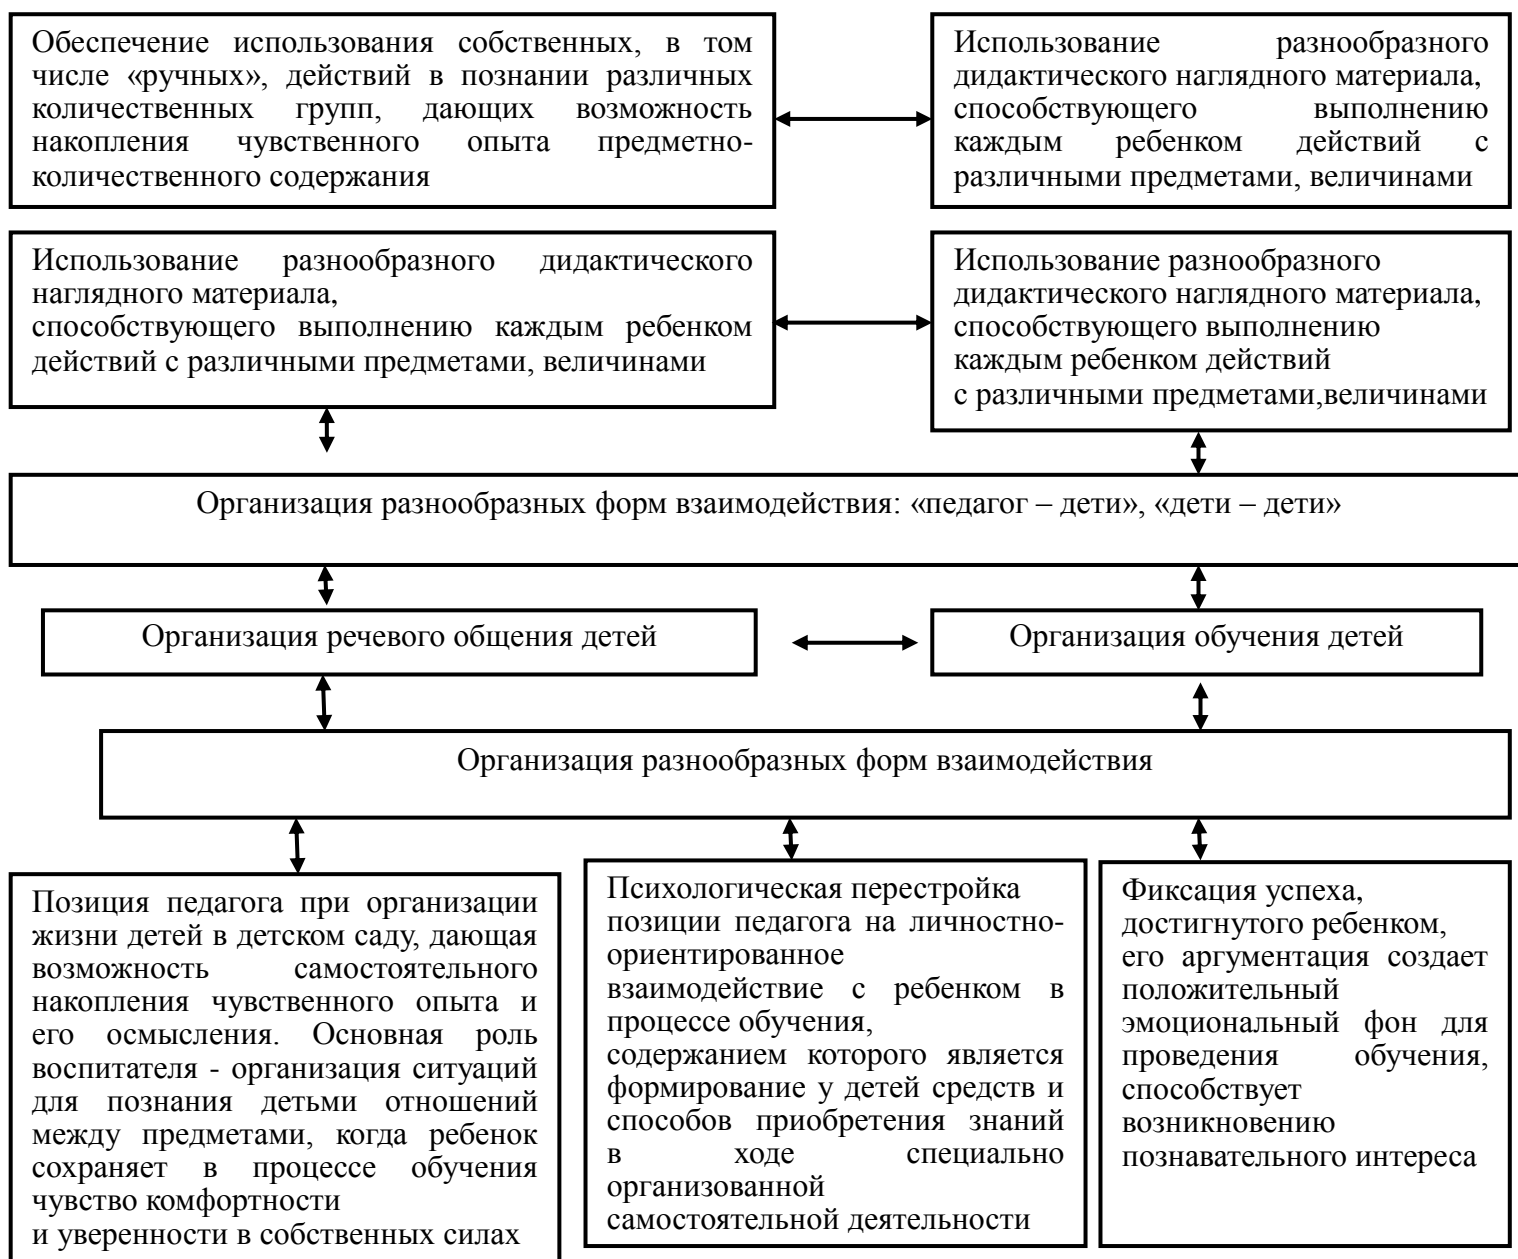 Обеспечение использования собственных, в том
числе «ручных», действий в познании различных
количественных групп, дающих возможность
накопления чувственного опыта предметно-
количественного содержания
Использование разнообразного
дидактического наглядного материала,
способствующего выполнению
каждым ребенком действий с
различными предметами, величинами
Использование разнообразного дидактического
наглядного материала,
способствующего выполнению каждым ребенком
действий с различными предметами, величинами
Использование разнообразного
дидактического наглядного материала,
способствующего выполнению
каждым ребенком действий
с различными предметами,величинами
Организация разнообразных форм взаимодействия: «педагог – дети», «дети – дети»
Организация речевого общения детей
Организация обучения детей
Организация разнообразных форм взаимодействия
Позиция педагога при организации
жизни детей в детском саду, дающая
возможность самостоятельного
накопления чувственного опыта и
его осмысления. Основная роль
воспитателя - организация ситуаций
для познания детьми отношений
между предметами, когда ребенок
сохраняет в процессе обучения
чувство комфортности
и уверенности в собственных силах
Психологическая перестройка
позиции педагога на личностно-
ориентированное
взаимодействие с ребенком в
процессе обучения,
содержанием которого является
формирование у детей средств и
способов приобретения знаний
в ходе специально
организованной
самостоятельной деятельности
Фиксация успеха,
достигнутого ребенком,
его аргументация создает
положительный
эмоциональный фон для
проведения обучения,
способствует
возникновению
познавательного интереса